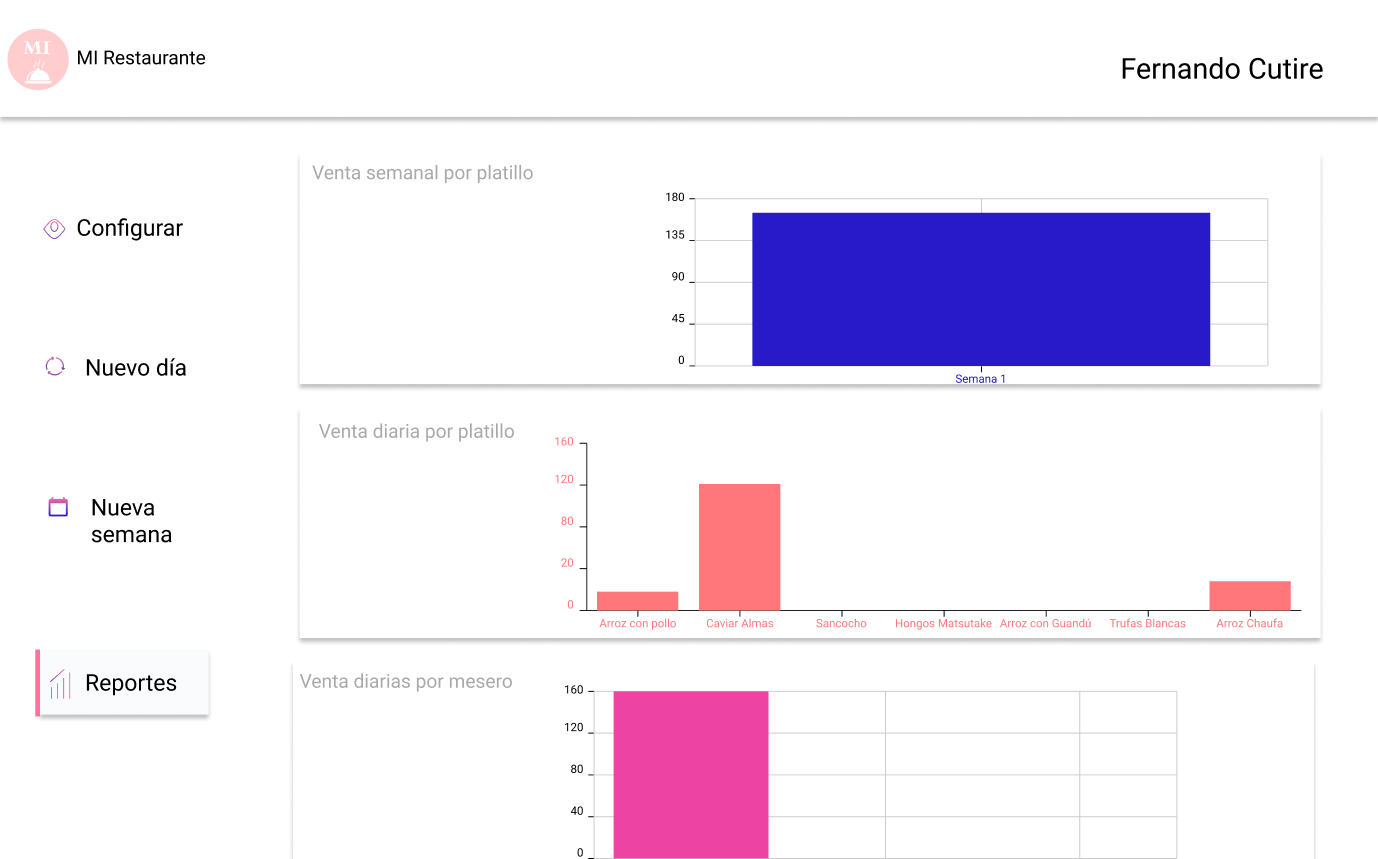 MI
MI Restaurante
Fernando Cutire
Configurar
Nuevo día
Nueva
semana
Reportes
Venta semanal por platillo
180
135
90
45
0
Semana 1
Venta diaria por platillo
160
120
80
20
0
Arroz con pollo
Caviar Almas
Sancocho
Hongos Matsutake
Arroz con Guandú
Trufas Blancas
Arroz Chaufa
Venta diarias por mesero
160
120
80
40
0